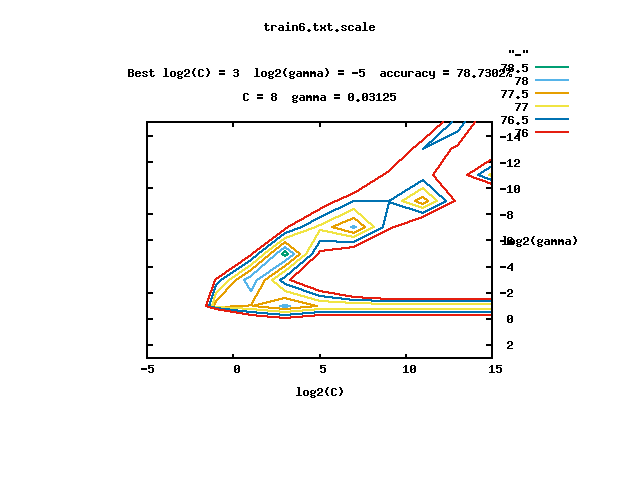 train6.txt.scale
"-"
Best log2(C) = 3  log2(gamma) = -5  accuracy = 78.7302%
78.5
78
77.5
C = 8  gamma = 0.03125
77
76.5
76
-14
-12
-10
-8
-6
log2(gamma)
-4
-2
0
2
-5 0 5 10 15
log2(C)